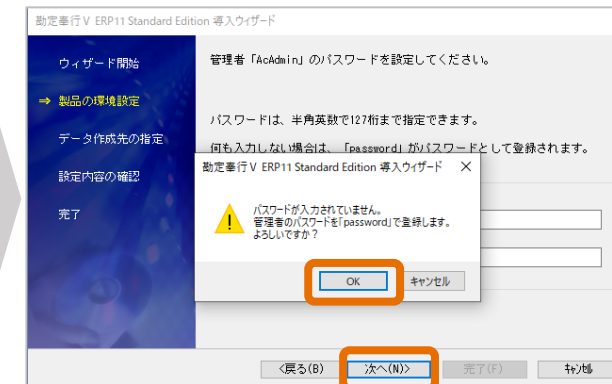 勘定奉行V ERP11 Standard Edition 導入ウィザード
ウィザード開始
⇒ 製品の環境設定
データ作成先の指定
設定内容の確認
完了
管理者「AcAdmin」のパスワードを設定してください。
パスワードは、半角英数で127桁まで指定できます。
何も入力しない場合は、「password」がパスワードとして登録されます。
勘定奉行V ERP11 Standard Edition 導入ウィザード
パスワードが入力されていません。
管理者のパスワードを「password」で登録します。
よろしいですか？
OK キャンセル
<戻る(B) 次へ(N)> 完了(F) キャンセル